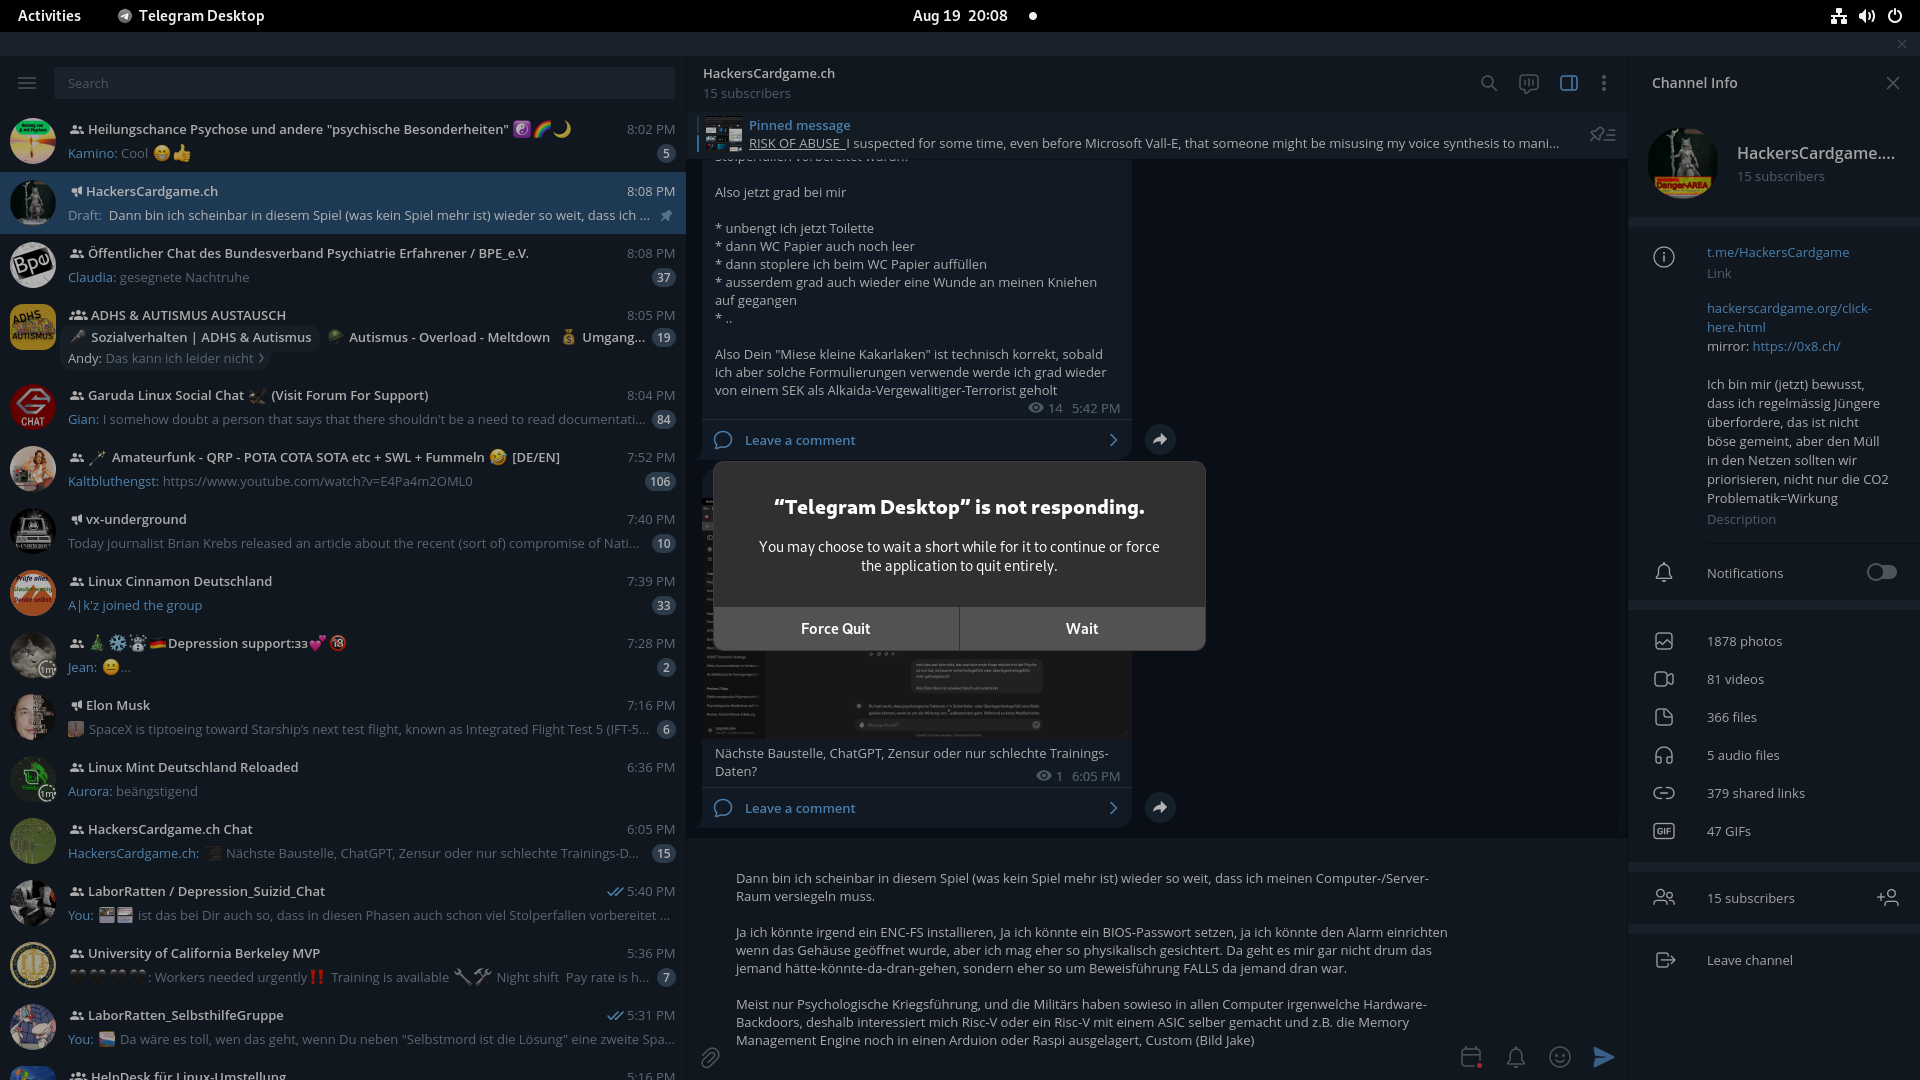 Activities
Telegram Desktop
Aug 19 20:08
Search
Heilungschance Psychose und andere "psychische Besonderheiten" ☯️🌈🌙
8:02 PM
Kamino: Cool 😁👍
5
HackersCardgame.ch
8:08 PM
Draft: Dann bin ich scheinbar in diesem Spiel (was kein Spiel mehr ist) wieder so weit, dass ich ...
Bpe
Öffentlicher Chat des Bundesverband Psychiatrie Erfahrener / BPE_e.V.
8:08 PM
Claudia: gesegnete Nachtruhe
37
ADHS
AUTISMUS
ADHS & AUTISMUS AUSTAUSCH
8:05 PM
Sozialverhalten | ADHS & Autismus
Autismus - Overload - Meltdown
💰 Umgang...
19
Andy: Das kann ich leider nicht
CHAT
Garuda Linux Social Chat 🦅 (Visit Forum For Support)
8:04 PM
Gian: I somehow doubt a person that says that there shouldn't be a need to read documentati...
84
Amateurfunk - QRP - POTA COTA SOTA etc + SWL + Fummeln 🤣 [DE/EN]
7:52 PM
Kaltbluthengst: https://www.youtube.com/watch?v=E4Pa4m2OML0
106
vx-underground
7:40 PM
Today journalist Brian Krebs released an article about the recent (sort of) compromise of Nati...
10
Linux Cinnamon Deutschland
7:39 PM
A|k'z joined the group
33
🎄❄️☃️🇩🇪Depression support:зз💕🔞
7:28 PM
1m
Jean: 😐...
2
Elon Musk
7:16 PM
SpaceX is tiptoeing toward Starship's next test flight, known as Integrated Flight Test 5 (IFT-5...
6
Linux Mint Deutschland Reloaded
6:36 PM
1m
Aurora: beängstigend
HackersCardgame.ch Chat
6:05 PM
HackersCardgame.ch: Nächste Baustelle, ChatGPT, Zensur oder nur schlechte Trainings-D...
15
LaborRatten / Depression_Suizid_Chat
5:40 PM
You: ist das bei Dir auch so, dass in diesen Phasen auch schon viel Stolperfallen vorbereitet ...
University of California Berkeley MVP
5:36 PM
🖤🖤🖤🖤: Workers needed urgently‼️ Training is available 🔧🛠 Night shift Pay rate is h...
7
LaborRatten_SelbsthilfeGruppe
5:31 PM
You: Da wäre es toll, wen das geht, wenn Du neben "Selbstmord ist die Lösung" eine zweite Spa...
HelpDesk für Linux-Umstellung
5:16 PM
HackersCardgame.ch
15 subscribers
Pinned message
RISK OF ABUSE I suspected for some time, even before Microsoft Vall-E, that someone might be misusing my voice synthesis to mani...
Stolperfallen vorbereitet wurdn.
Also jetzt grad bei mir
* unbengt ich jetzt Toilette
* dann WC Papier auch noch leer
* dann stoplere ich beim WC Papier auffüllen
* ausserdem grad auch wieder eine Wunde an meinen Kniehen
auf gegangen
* ..
Also Dein "Miese kleine Kakarlaken" ist technisch korrekt, sobald
ich aber solche Formulierungen verwende werde ich grad wieder
von einem SEK als Alkaida-Vergewalitiger-Terrorist geholt
14 5:42 PM
Leave a comment
“Telegram Desktop” is not responding.
You may choose to wait a short while for it to continue or force
the application to quit entirely.
Force Quit
Wait
Nächste Baustelle, ChatGPT, Zensur oder nur schlechte Trainings-
Daten?
1 6:05 PM
Leave a comment
Dann bin ich scheinbar in diesem Spiel (was kein Spiel mehr ist) wieder so weit, dass ich meinen Computer-/Server-
Raum versiegeln muss.
Ja ich könnte irgend ein ENC-FS installieren, Ja ich könnte ein BIOS-Passwort setzen, ja ich könnte den Alarm einrichten
wenn das Gehäuse geöffnet wurde, aber ich mag eher so physikalisch gesichtert. Da geht es mir gar nicht drum das
jemand hätte-könnte-da-dran-gehen, sondern eher so um Beweisführung FALLS da jemand dran war.
Meist nur Psychologische Kriegsführung, und die Militärs haben sowieso in allen Computer irgenwelche Hardware-
Backdoors, deshalb interessiert mich Risc-V oder ein Risc-V mit einem ASIC selber gemacht und z.B. die Memory
Management Engine noch in einen Arduion oder Raspi ausgelagert, Custom (Bild Jake)
Channel Info
Danger-AREA
HackersCardgame....
15 subscribers
t.me/HackersCardgame
Link
hackerscardgame.org/click-
here.html
mirror: https://0x8.ch/
Ich bin mir (jetzt) bewusst,
dass ich regelmässig Jüngere
überfordere, das ist nicht
böse gemeint, aber den Müll
in den Netzen sollten wir
priorisieren, nicht nur die CO2
Problematik=Wirkung
Description
Notifications
1878 photos
81 videos
366 files
5 audio files
379 shared links
GIF
47 GIFs
15 subscribers
Leave channel